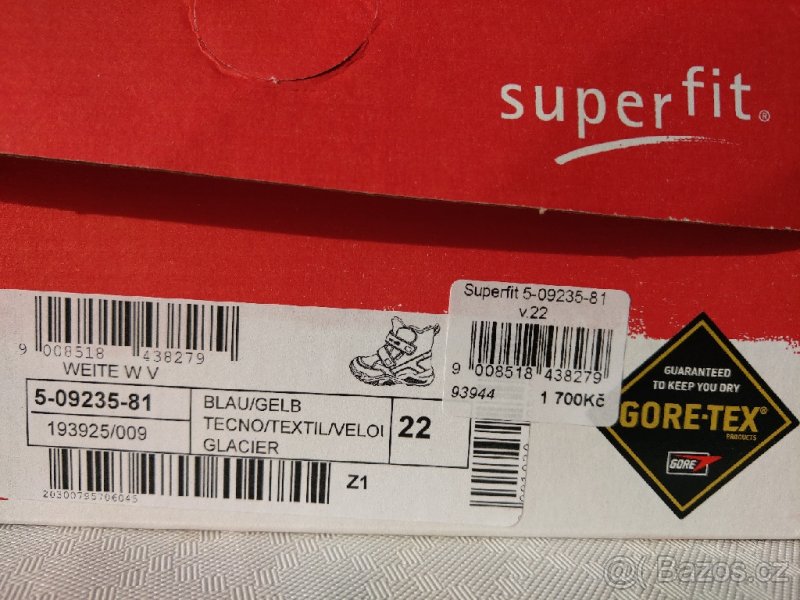 superfit®
Superfit 5-09235-81
v.22
9 008518 438279
93944 1 700Kč
9 008518 438279
WEITE W V
5-09235-81
193925/009
BLAU/GELB
TECNO/TEXTIL/VELOU
GLACIER
22
20300795706045
Z1
GUARANTEED
TO KEEP YOU DRY
GORE-TEX®
PRODUCTS
GORE
Bazos.cz